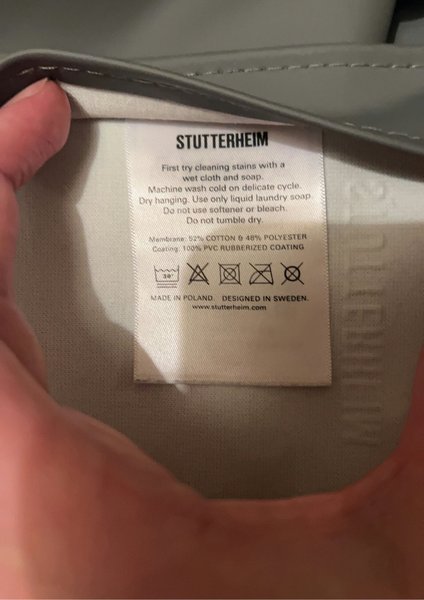 STUTTERHEIM
First try cleaning stains with a
wet cloth and soap.
Machine wash cold on delicate cycle.
Dry hanging. Use only liquid laundry soap.
Do not use softener or bleach.
Do not tumble dry.
Membrane: 52% COTTON & 48% POLYESTER
Coating: 100% PVC RUBBERIZED COATING
30°
MADE IN POLAND. DESIGNED IN SWEDEN.
www.stutterheim.com
STUTTERHEIM